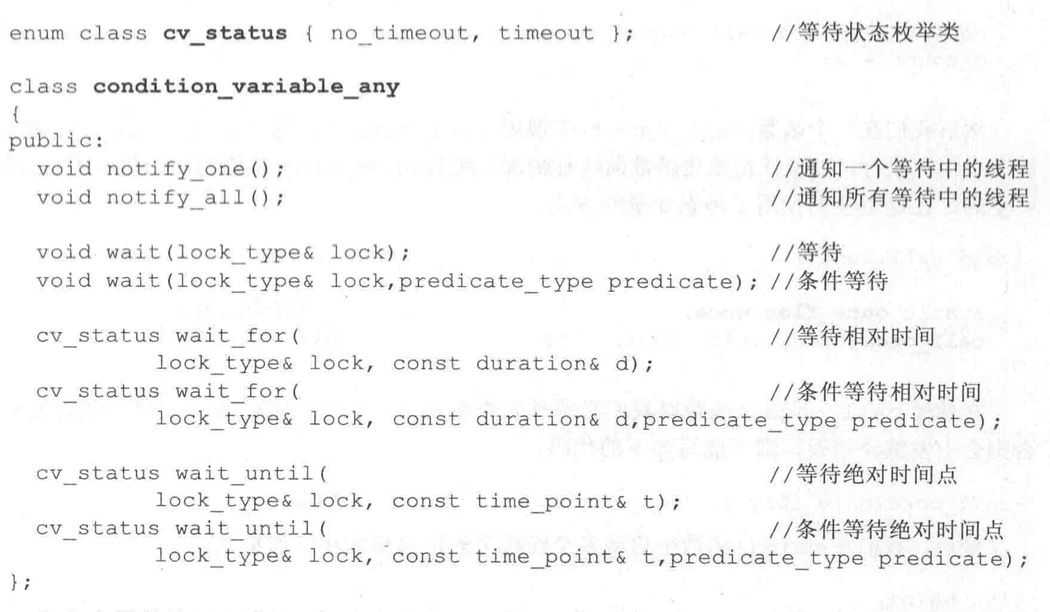 enum class cv_status { no_timeout, timeout }; //等待状态枚举类
class condition_variable_any
{
public:
void notify_one(); //通知一个等待中的线程
void notify_all(); //通知所有等待中的线程
void wait(lock_type& lock); //等待
void wait(lock_type& lock,predicate_type predicate); //条件等待
cv_status wait_for( //等待相对时间
lock_type& lock, const duration& d);
cv_status wait_for( //条件等待相对时间
lock_type& lock, const duration& d,predicate_type predicate);
cv_status wait_until( //等待绝对时间点
lock_type& lock, const time_point& t);
cv_status wait_until( //条件等待绝对时间点
lock_type& lock, const time_point& t,predicate_type predicate);
};